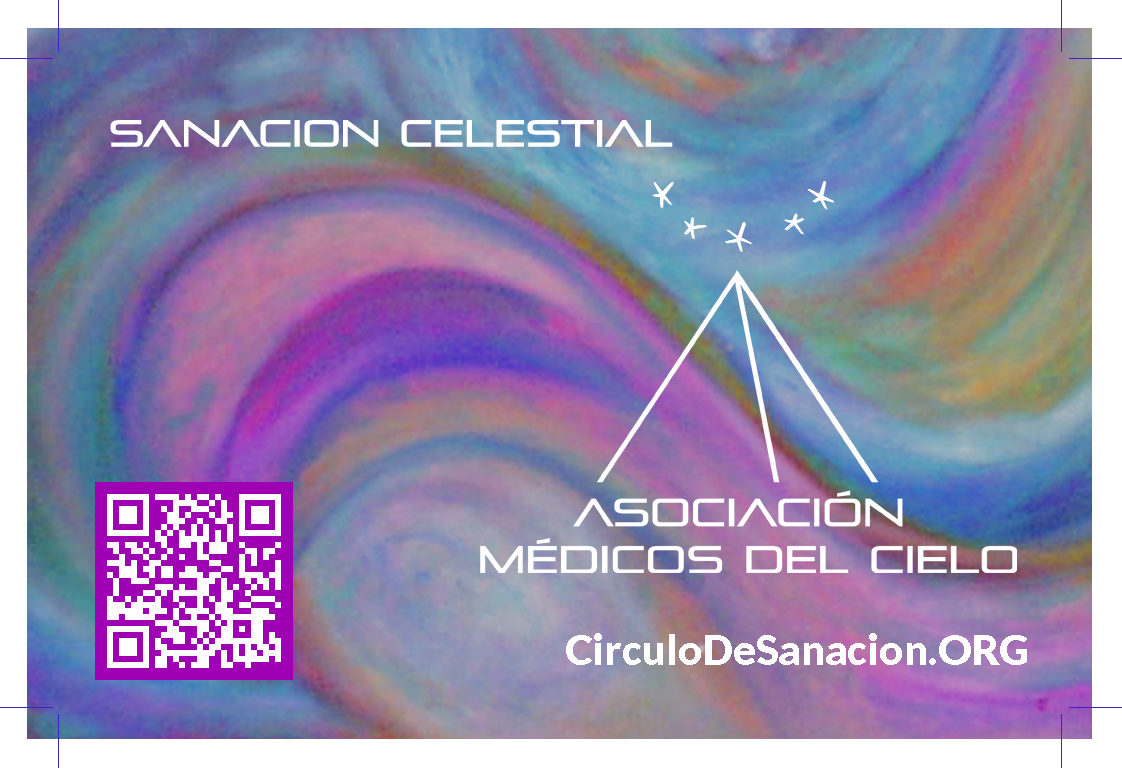 SANACION CELESTIAL
ASOCIACIÓN
MÉDICOS DEL CIELO
CirculoDeSanacion.ORG